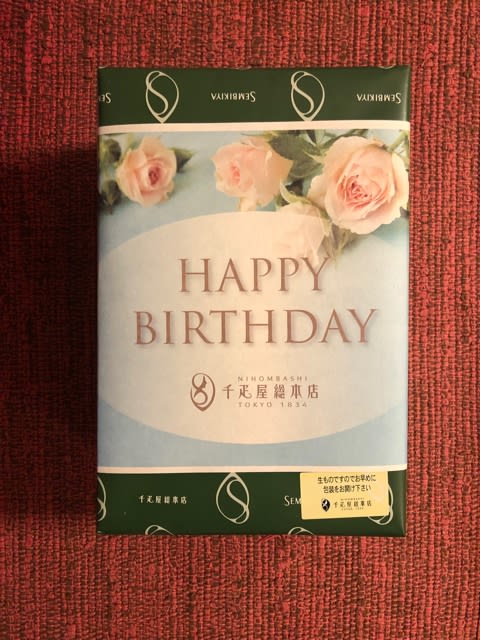 SEMBIKIYA
SEMBIKIYA
HAPPY
BIRTHDAY
NIHOMBASHI
千疋屋総本店
TOKYO 1834
千疋屋総本店
SEM
生ものですのでお早めに
包装をお開け下さい
千疋屋総本店